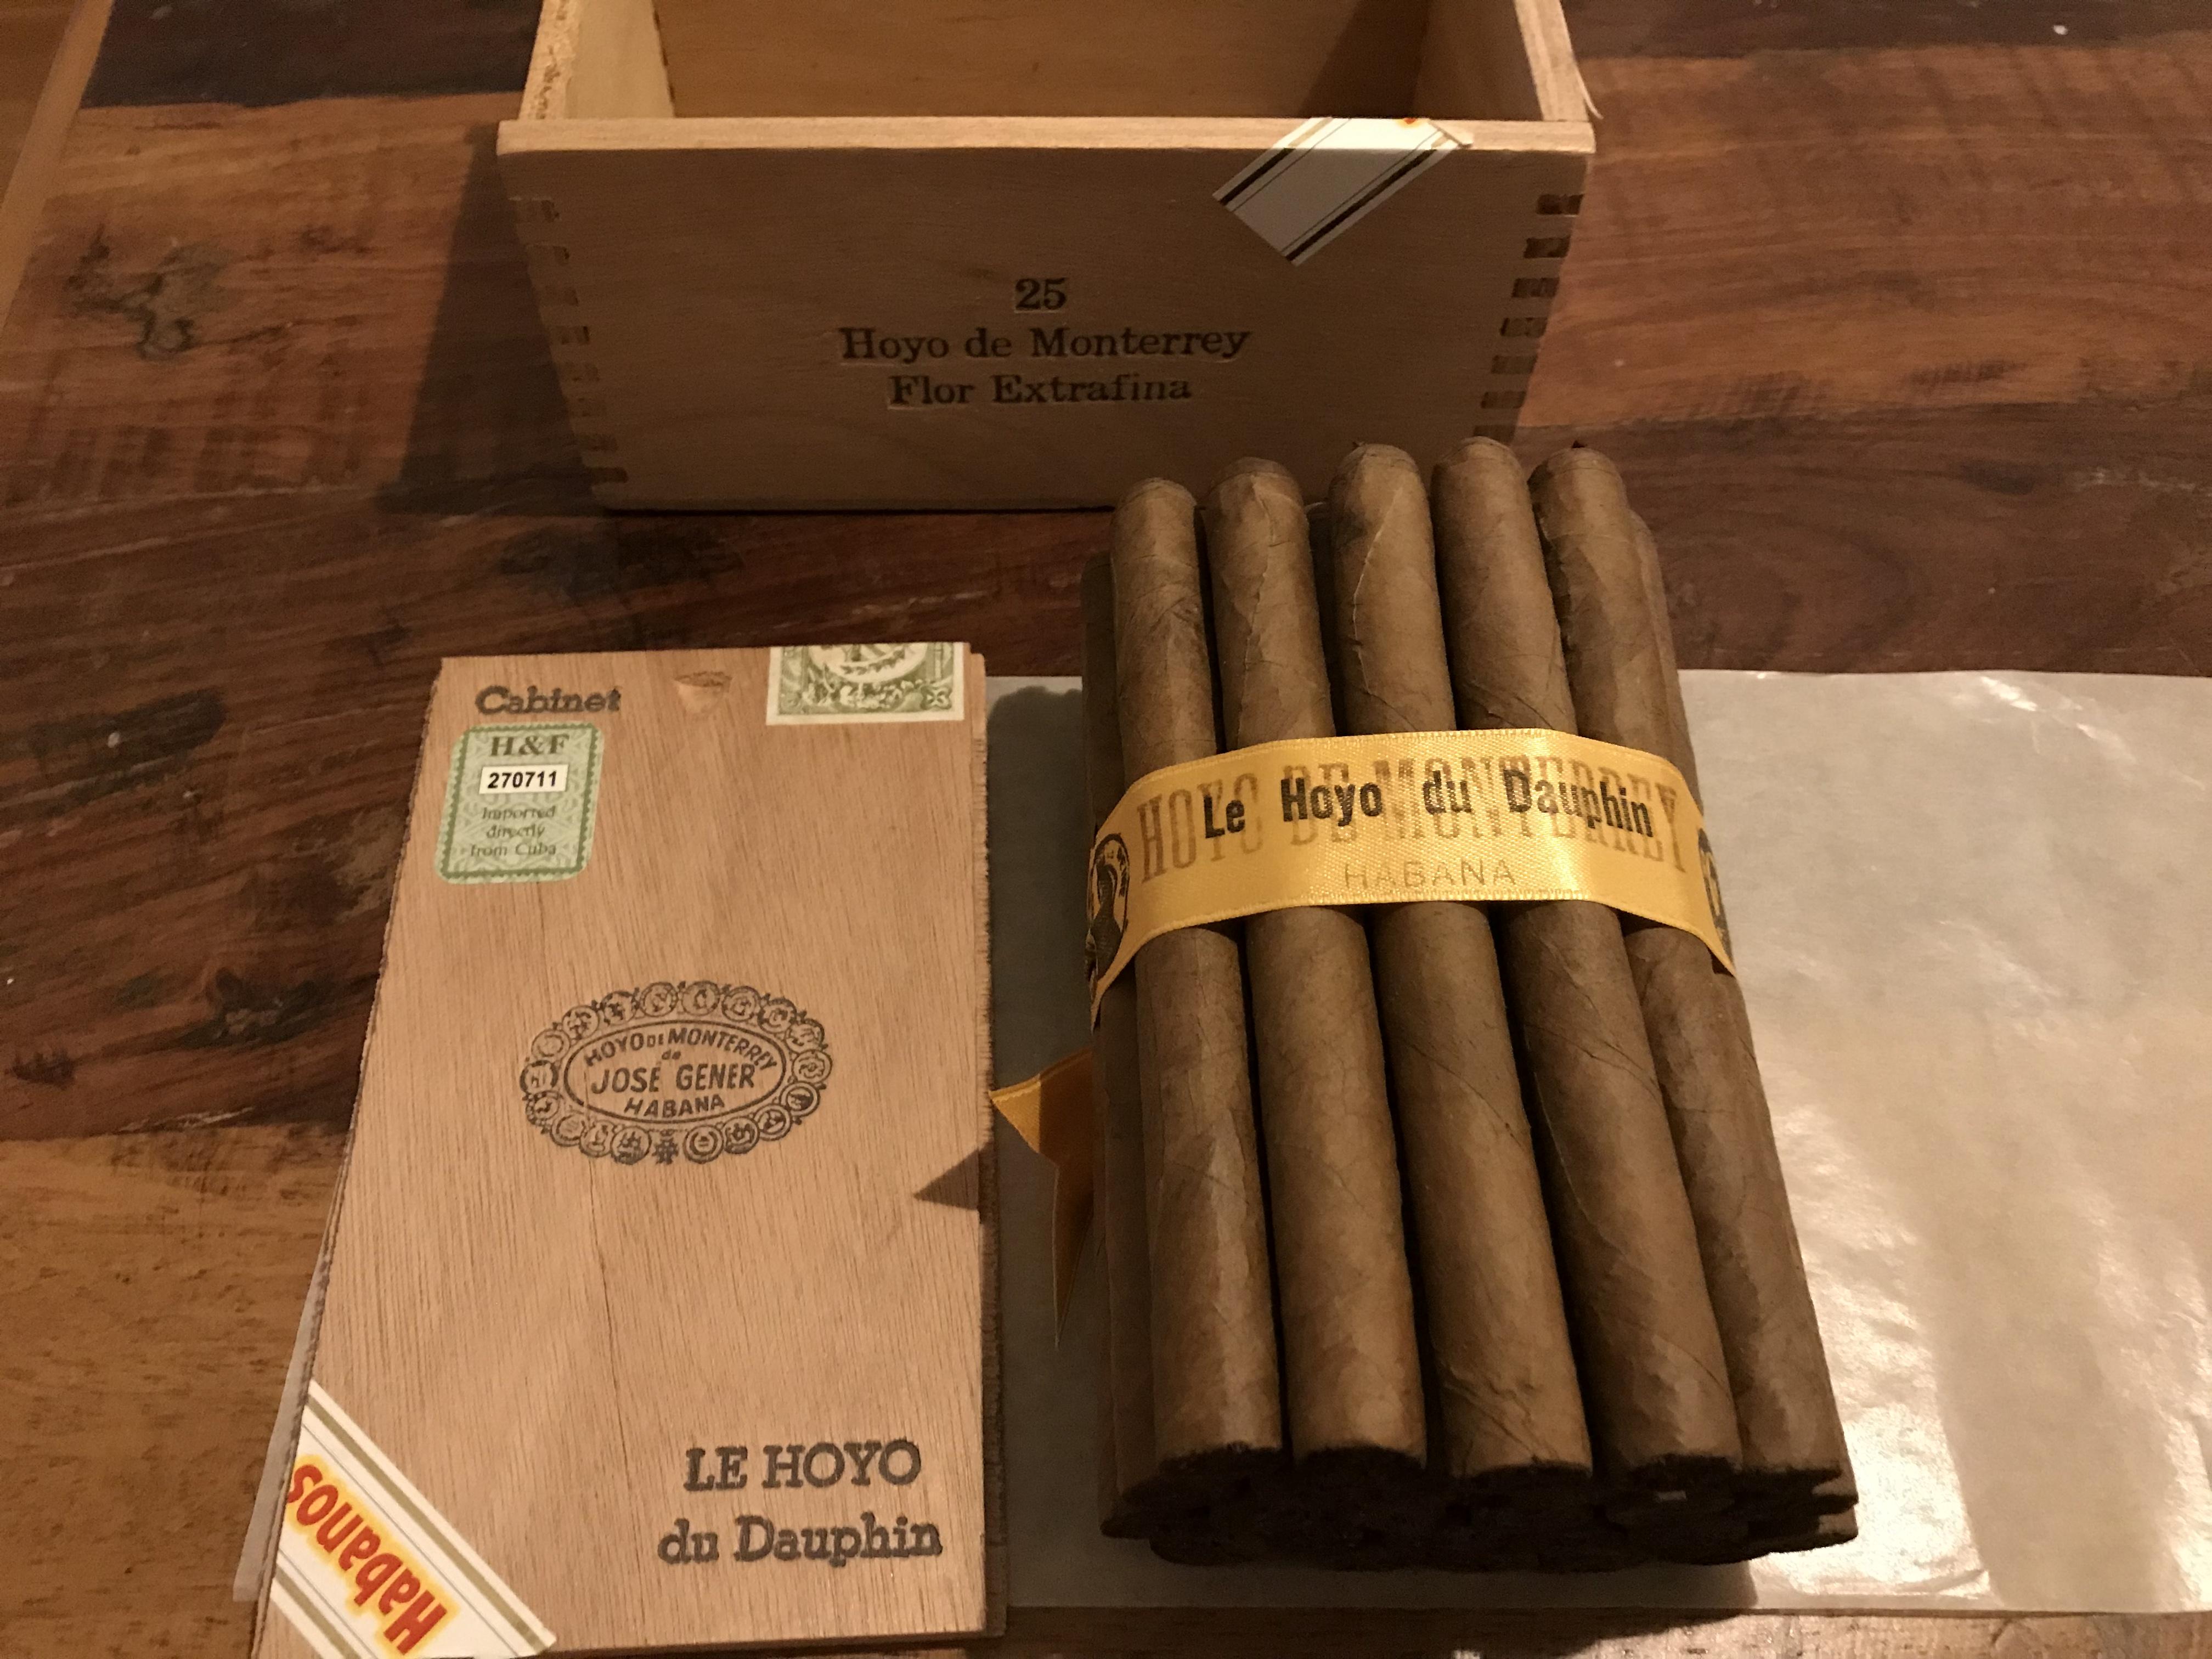 25
Hoyo de Monterrey
Flor Extrafina
Cabinet
H&F
270711
Imported
directly
from Cuba
HOYO DE MONTERREY
de
JOSE GENER
HABANA
LE HOYO
du Dauphin
Habanos
HOYO DE MONTERREY
Le Hoyo du Dauphin
HABANA